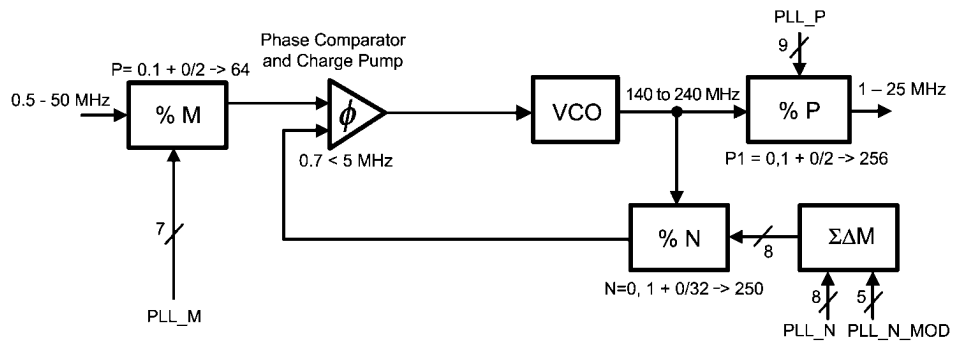 PLL_P
9
Phase Comparator
and Charge Pump
P= 0.1 + 0/2 -> 64
0.5 - 50 MHz
% M
ϕ
VCO
140 to 240 MHz
% P
1 – 25 MHz
0.7 < 5 MHz
P1 = 0,1 + 0/2 -> 256
7
% N
8
ΣΔM
N=0, 1 + 0/32 -> 250
8
5
PLL_M
PLL_N
PLL_N_MOD